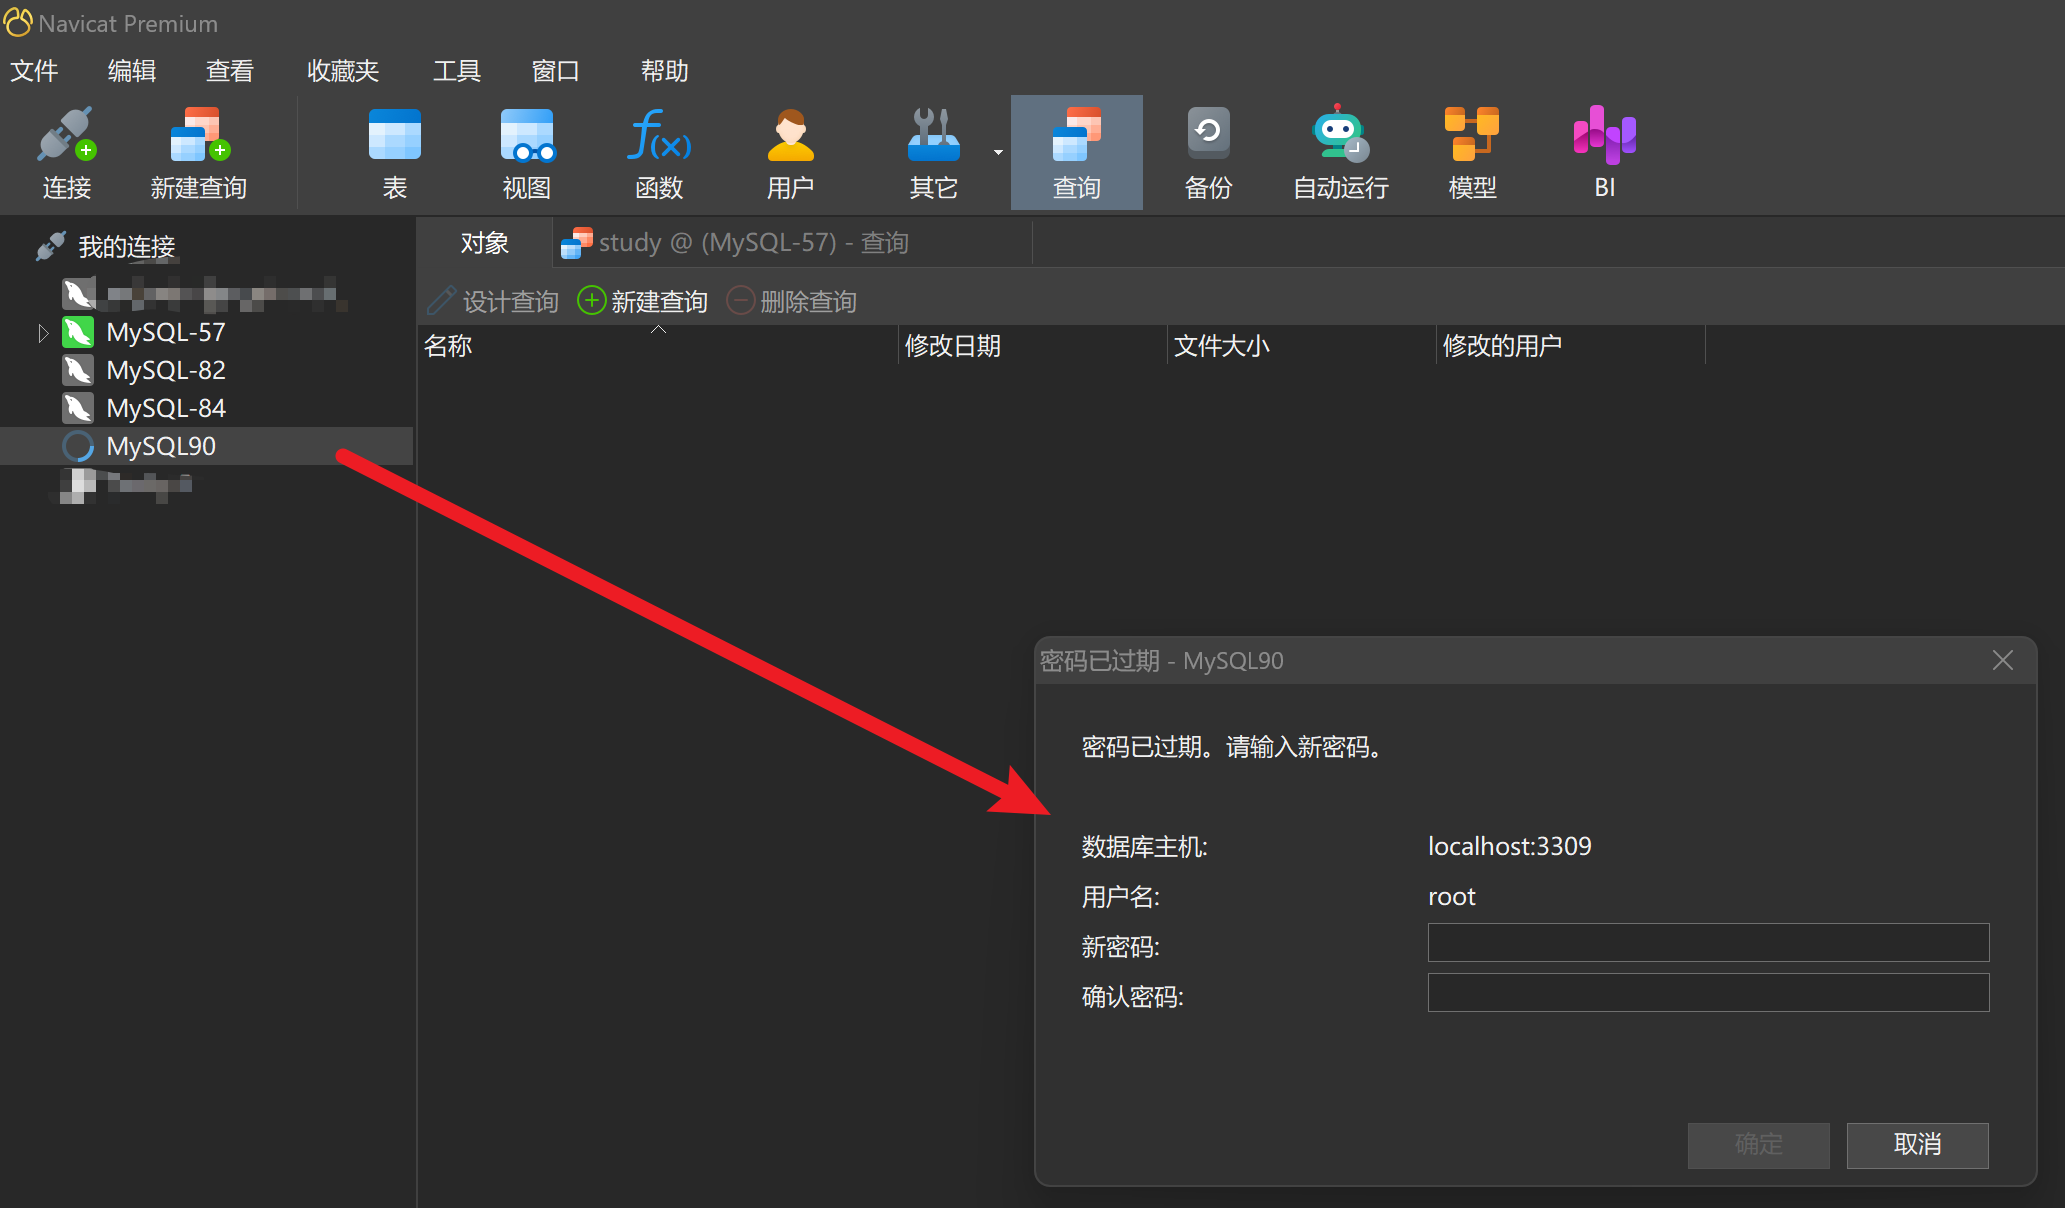 Navicat Premium
文件 编辑 查看 收藏夹 工具 窗口 帮助
连接 新建查询 表 视图 函数 用户 其它 查询 备份 自动运行 模型 BI
我的连接
对象 study @ (MySQL-57) - 查询
设计查询 新建查询 删除查询
名称 修改日期 文件大小 修改的用户
MySQL-57
MySQL-82
MySQL-84
MySQL90
密码已过期 - MySQL90
密码已过期。请输入新密码。
数据库主机: localhost:3309
用户名: root
新密码:
确认密码:
确定 取消